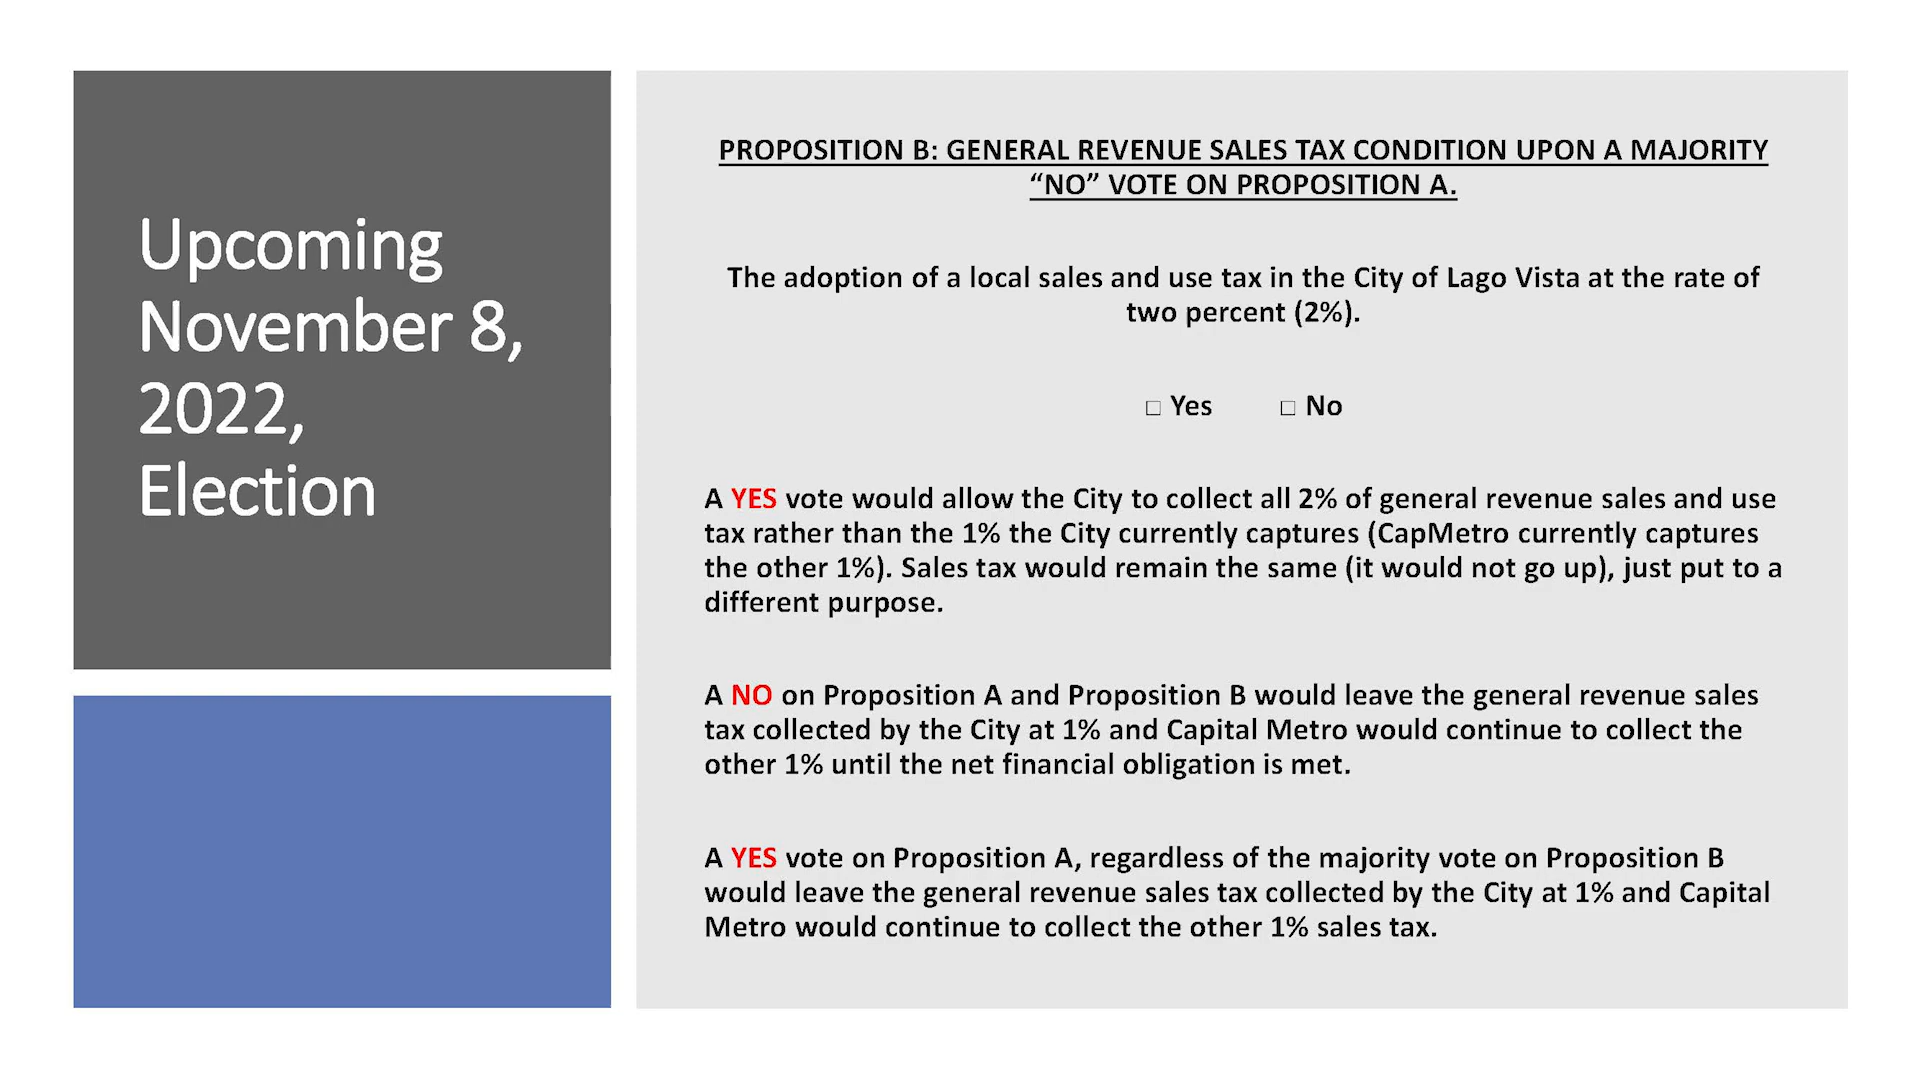 Upcoming
November 8,
2022,
Election
PROPOSITION B: GENERAL REVENUE SALES TAX CONDITION UPON A MAJORITY
“NO” VOTE ON PROPOSITION A.
The adoption of a local sales and use tax in the City of Lago Vista at the rate of
two percent (2%).
□ Yes □ No
A YES vote would allow the City to collect all 2% of general revenue sales and use
tax rather than the 1% the City currently captures (CapMetro currently captures
the other 1%). Sales tax would remain the same (it would not go up), just put to a
different purpose.
A NO on Proposition A and Proposition B would leave the general revenue sales
tax collected by the City at 1% and Capital Metro would continue to collect the
other 1% until the net financial obligation is met.
A YES vote on Proposition A, regardless of the majority vote on Proposition B
would leave the general revenue sales tax collected by the City at 1% and Capital
Metro would continue to collect the other 1% sales tax.